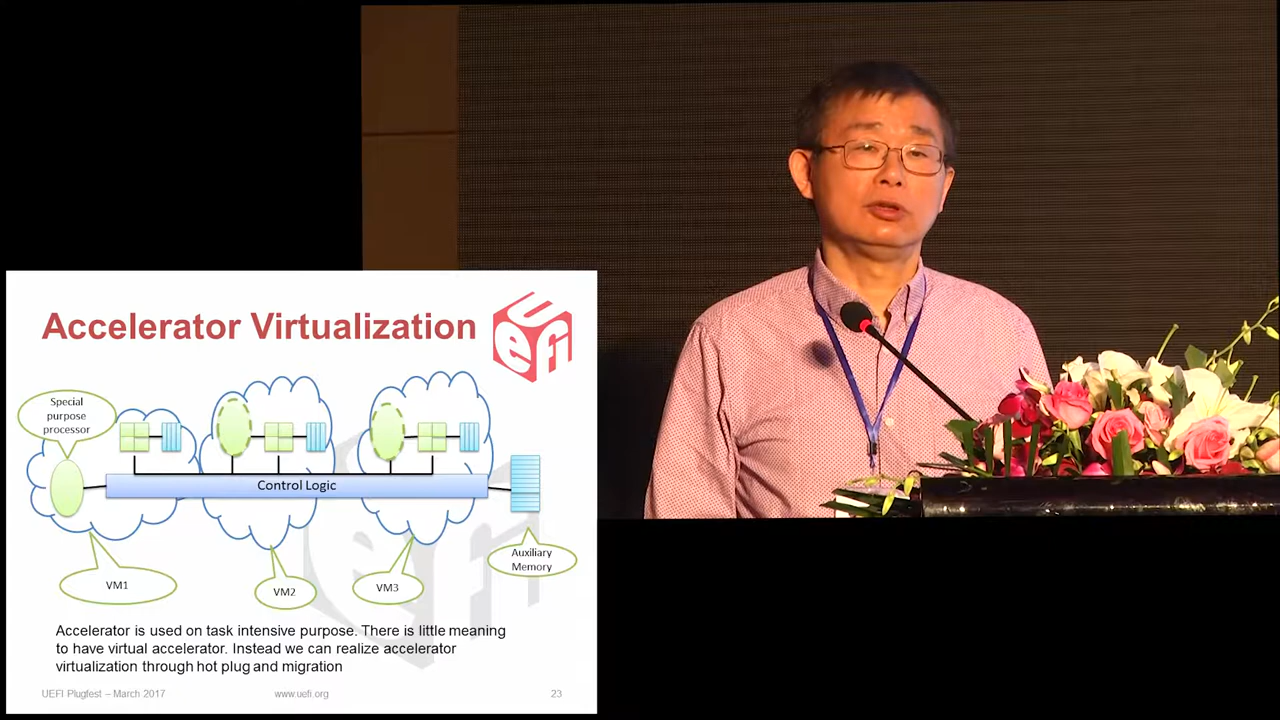 Accelerator Virtualization
UEFI
Special
purpose
processor
Control Logic
Auxiliary
Memory
VM1
VM2
VM3
Accelerator is used on task intensive purpose. There is little meaning
to have virtual accelerator. Instead we can realize accelerator
virtualization through hot plug and migration
UEFI Plugfest – March 2017
www.uefi.org
23